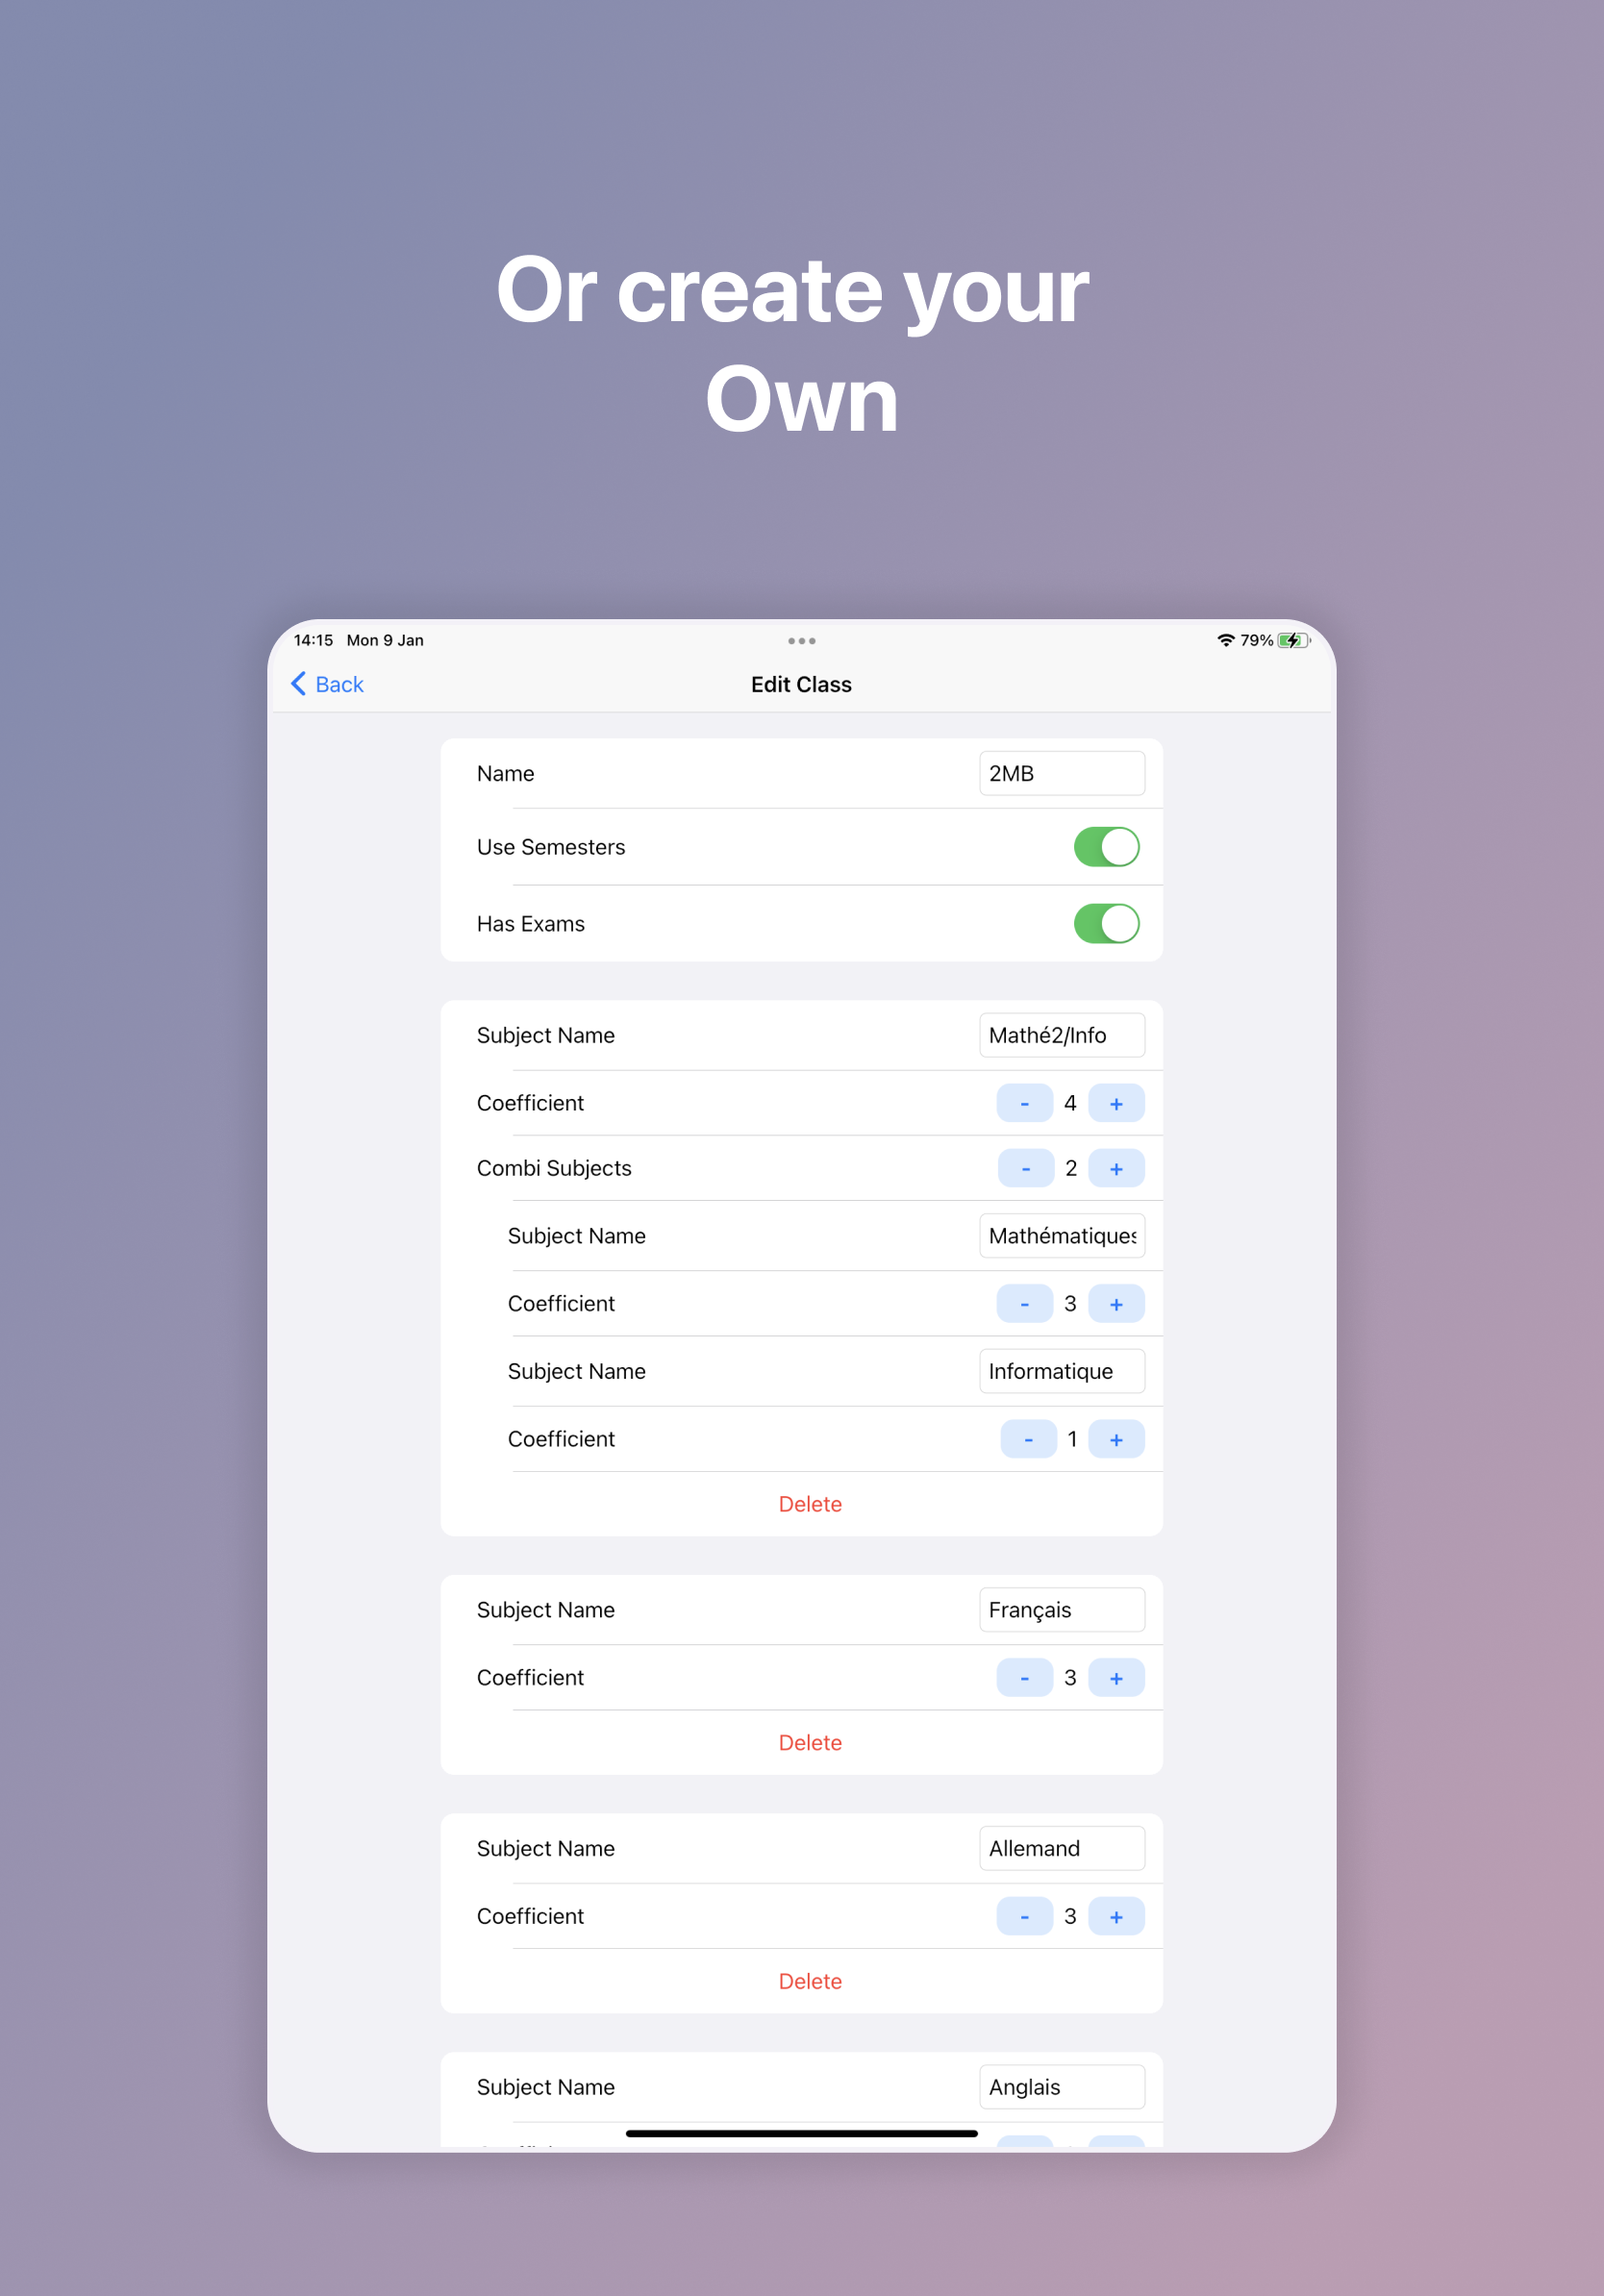 Or create your
Own
14:15 Mon 9 Jan
79%
Back
Edit Class
Name 2MB
Use Semesters
Has Exams
Subject Name Mathé2/Info
Coefficient - 4 +
Combi Subjects - 2 +
Subject Name Mathématiques
Coefficient - 3 +
Subject Name Informatique
Coefficient - 1 +
Delete
Subject Name Français
Coefficient - 3 +
Delete
Subject Name Allemand
Coefficient - 3 +
Delete
Subject Name Anglais